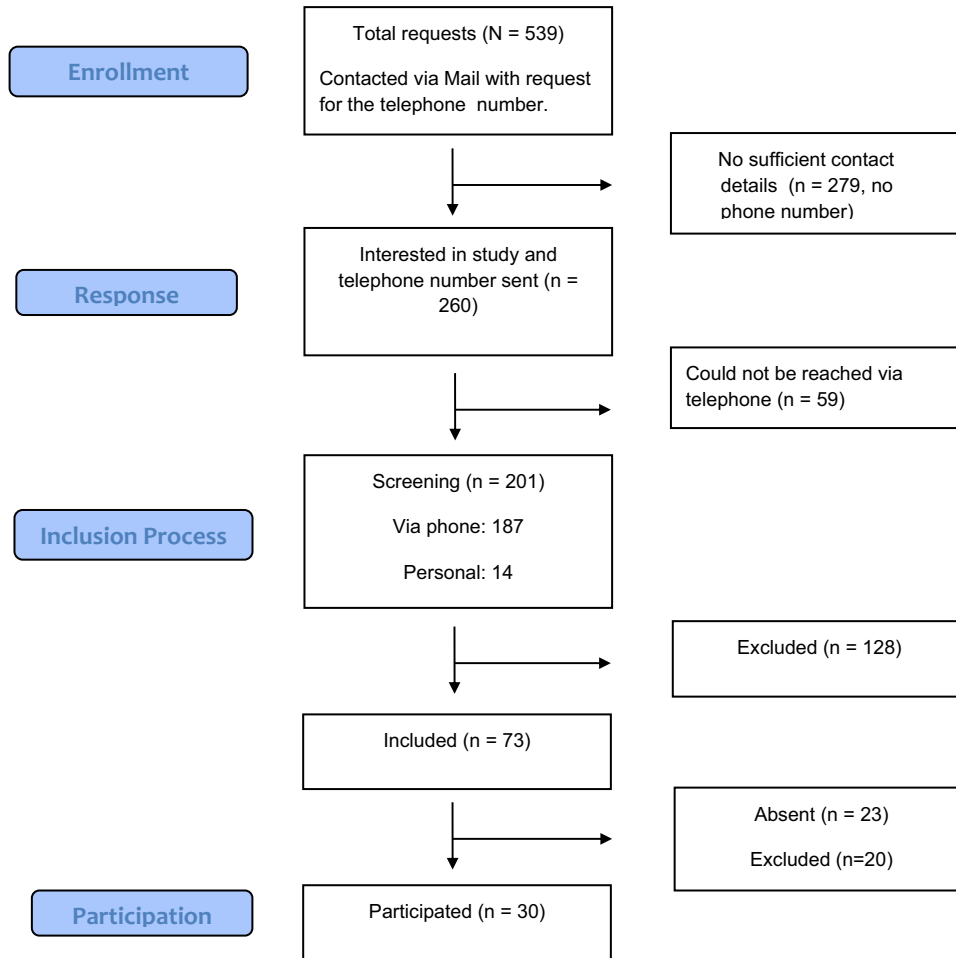 Total requests (N = 539)
Enrollment
Contacted via Mail with request
for the telephone number.
No sufficient contact
details (n = 279, no
phone number)
Interested in study and
telephone number sent (n =
260)
Response
Could not be reached via
telephone (n = 59)
Screening (n = 201)
Via phone: 187
Inclusion Process
Personal: 14
Excluded (n = 128)
Included (n = 73)
Absent (n = 23)
Excluded (n=20)
Participated (n = 30)
Participation